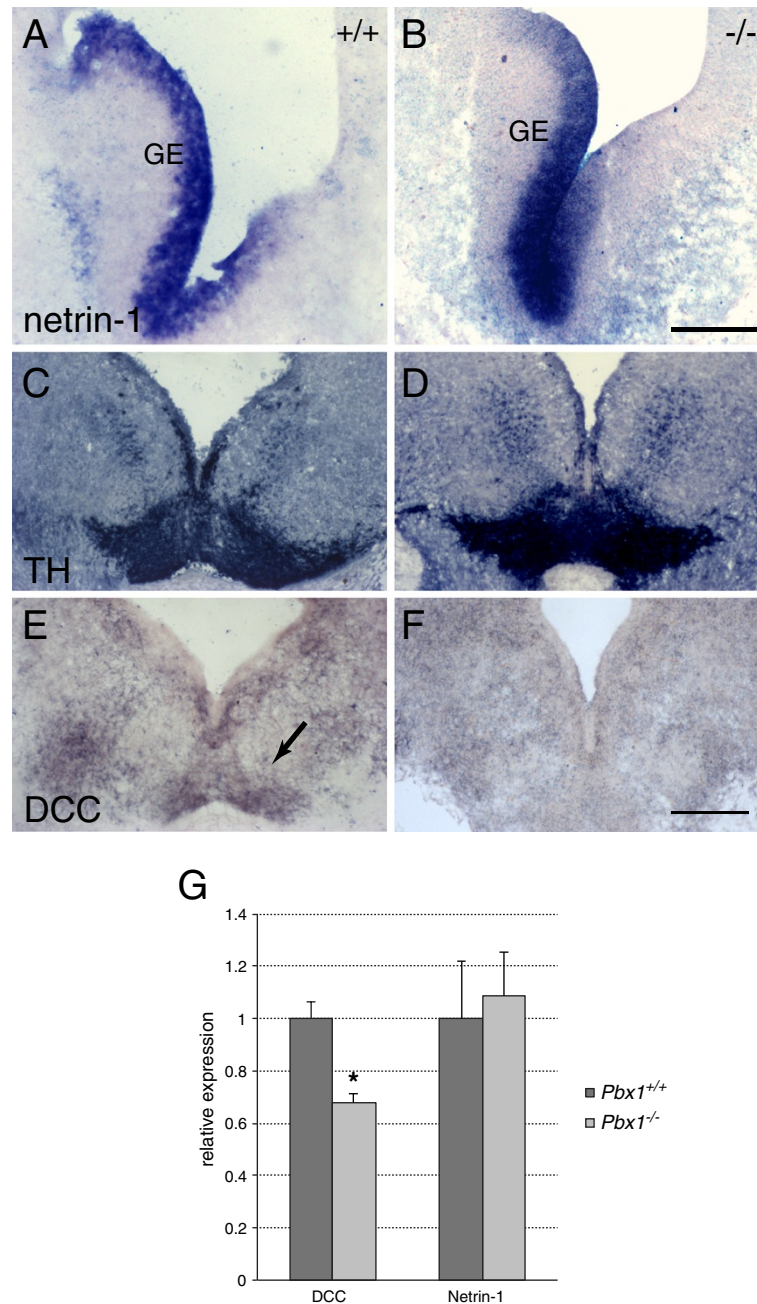 A
+/+
GE
netrin-1
B
-/-
GE
C
TH
D
E
DCC
F
G
relative expression
1.4
1.2
1
0.8
0.6
0.4
0.2
0
*
DCC
Netrin-1
Pbx1+/+
Pbx1-/-